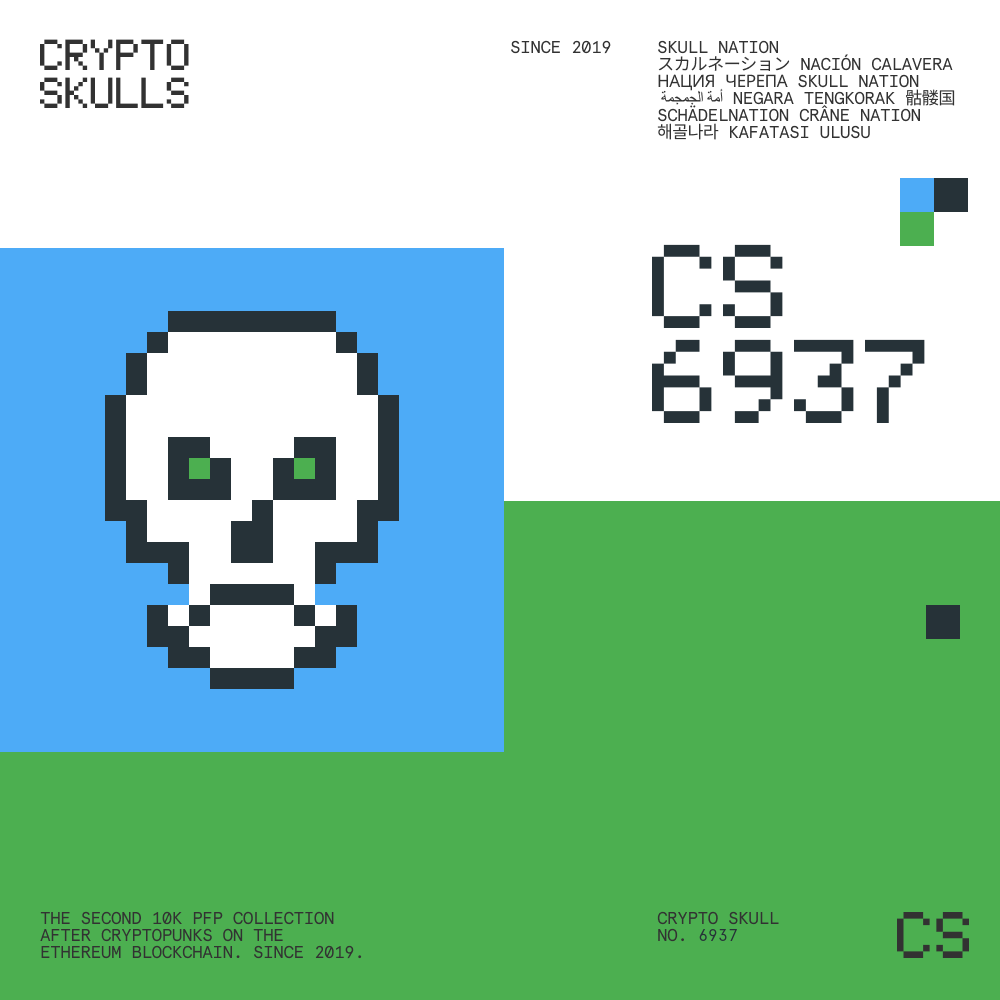 CRYPTO
SKULLS
SINCE 2019
SKULL NATION
スカルネーション NACIÓN CALAVERA
НАЦИЯ ЧЕРЕПА SKULL NATION
أمة الجمجمة NEGARA TENGKORAK 骷髅国
SCHÄDELNATION CRÂNE NATION
해골나라 KAFATASI ULUSU
CS
6937
THE SECOND 10K PFP COLLECTION
AFTER CRYPTOPUNKS ON THE
ETHEREUM BLOCKCHAIN. SINCE 2019.
CRYPTO SKULL
NO. 6937
CS